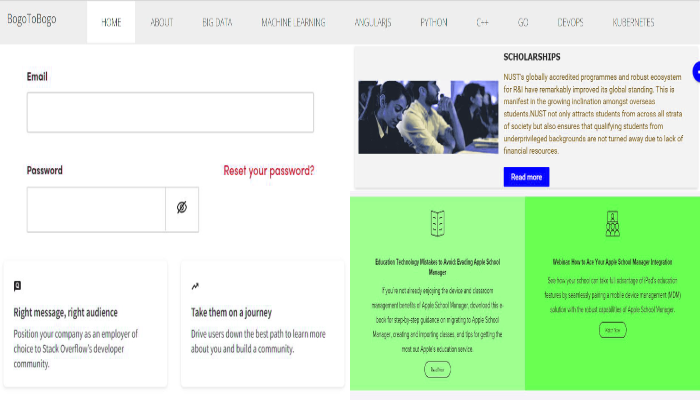 BogoToBogo
HOME ABOUT BIG DATA MACHINE LEARNING ANGULARJS PYTHON C++ GO DEVOPS KUBERNETES
Email
Password Reset your password?
Right message, right audience
Position your company as an employer of
choice to Stack Overflow's developer
community.
Take them on a journey
Drive users down the best path to learn more
about you and build a community.
SCHOLARSHIPS
NUST's globally accredited programmes and robust ecosystem
for R&I have remarkably improved its global standing. This is
manifest in the growing inclination amongst overseas
students.NUST not only attracts students from across all strata
of society but also ensures that qualifying students from
underprivileged backgrounds are not turned away due to lack of
financial resources.
Read more
Education Technology Mistakes to Avoid: Evading Apple School
Manager
If you're not already enjoying the device and classroom
management benefits of Apple School Manager, download this e-
book for step-by-step guidance on migrating to Apple School
Manager, creating and importing classes, and tips for getting the
most out Apple's education service.
Read Now
Webinar: How to Ace Your Apple School Manager Integration
See how your school can take full advantage of iPad's education
features by seamlessly pairing a mobile device management (MDM)
solution with the robust capabilities of Apple School Manager.
Watch Now